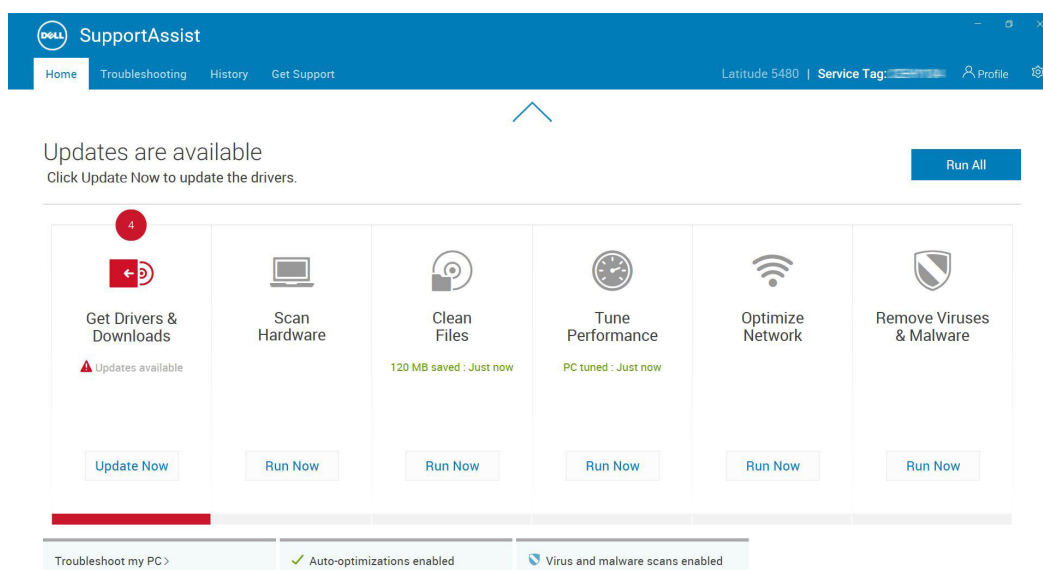 DELL SupportAssist
Home Troubleshooting History Get Support Latitude 5480 | Service Tag: Profile
Updates are available
Click Update Now to update the drivers.
Run All
4
Get Drivers &
Downloads
Updates available
Update Now
Scan
Hardware
Run Now
Clean
Files
120 MB saved : Just now
Run Now
Tune
Performance
PC tuned : Just now
Run Now
Optimize
Network
Run Now
Remove Viruses
& Malware
Run Now
Troubleshoot my PC>
Auto-optimizations enabled
Virus and malware scans enabled